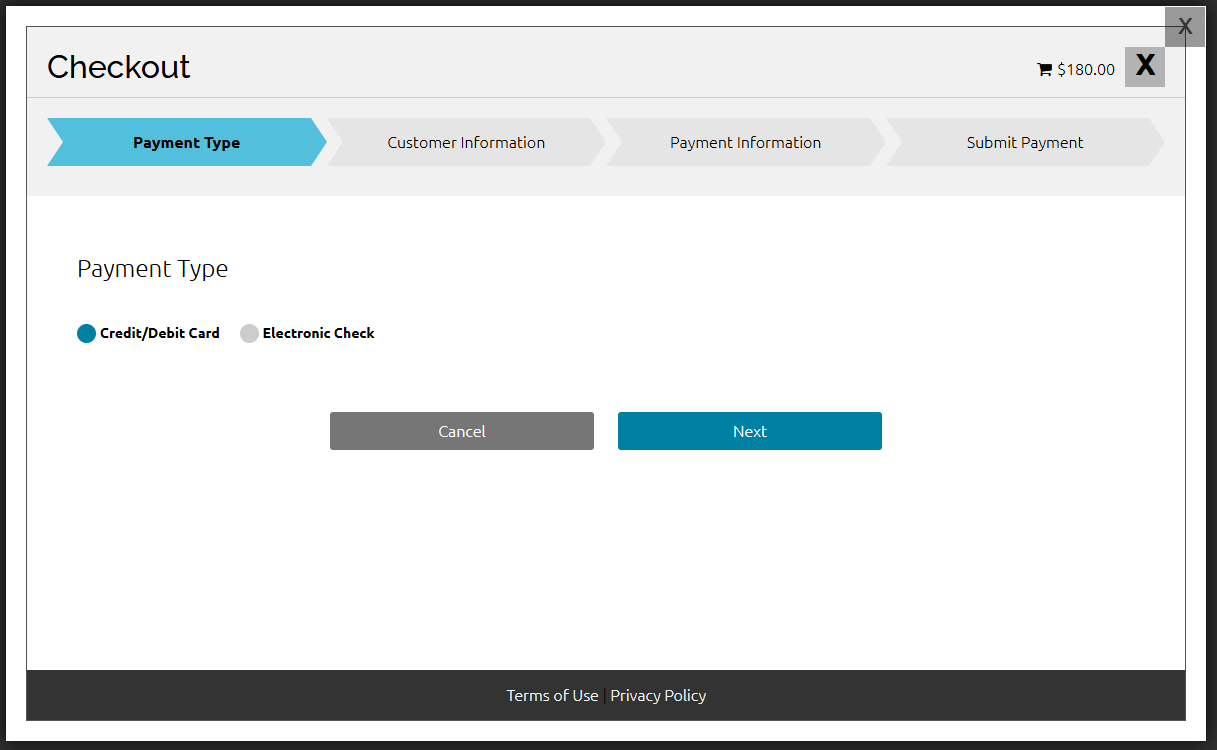 X
Checkout
$180.00 X
Payment Type Customer Information Payment Information Submit Payment
Payment Type
Credit/Debit Card Electronic Check
Cancel Next
Terms of Use | Privacy Policy